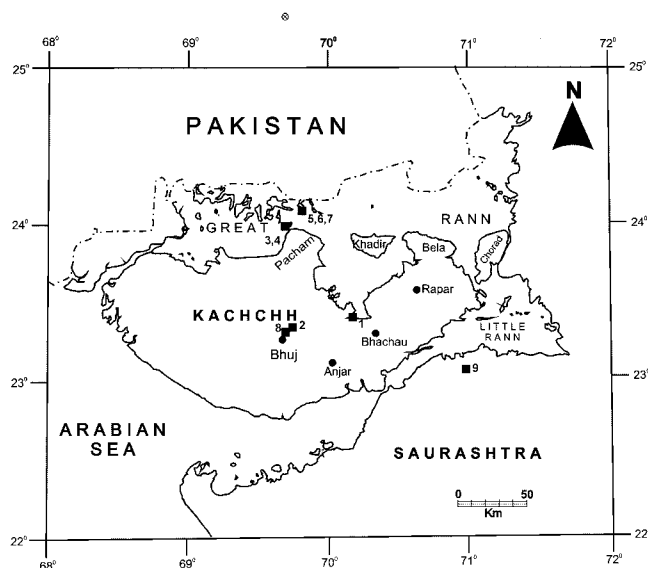 68° 69° 70° 71° 72°
25° 25°
N
PAKISTAN
5,6,7
24° GREAT RANN 24°
3,4
Pacham Khadir Bela Chorad
Rapar
KACHCHH
8 2 1
Bhachau
LITTLE
RANN
Bhuj
Anjar
23° 23°
9
ARABIAN
SEA
SAURASHTRA
0 50
Km
22° 22°
68° 69° 70° 71° 72°